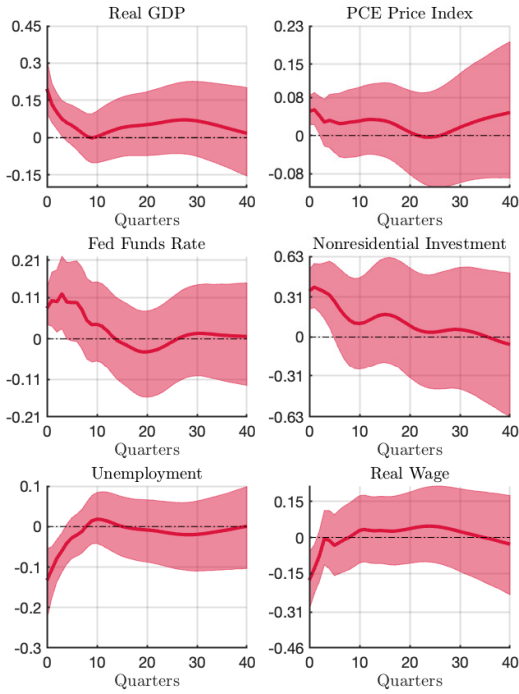 Real GDP
0.45
0.3
0.15
0
-0.15
0 10 20 30 40
Quarters
PCE Price Index
0.23
0.15
0.08
0
-0.08
0 10 20 30 40
Quarters
Fed Funds Rate
0.21
0.11
0
-0.11
-0.21
0 10 20 30 40
Quarters
Nonresidential Investment
0.63
0.31
0
-0.31
-0.63
0 10 20 30 40
Quarters
Unemployment
0.1
0
-0.1
-0.2
-0.3
0 10 20 30 40
Quarters
Real Wage
0.15
0
-0.15
-0.31
-0.46
0 10 20 30 40
Quarters